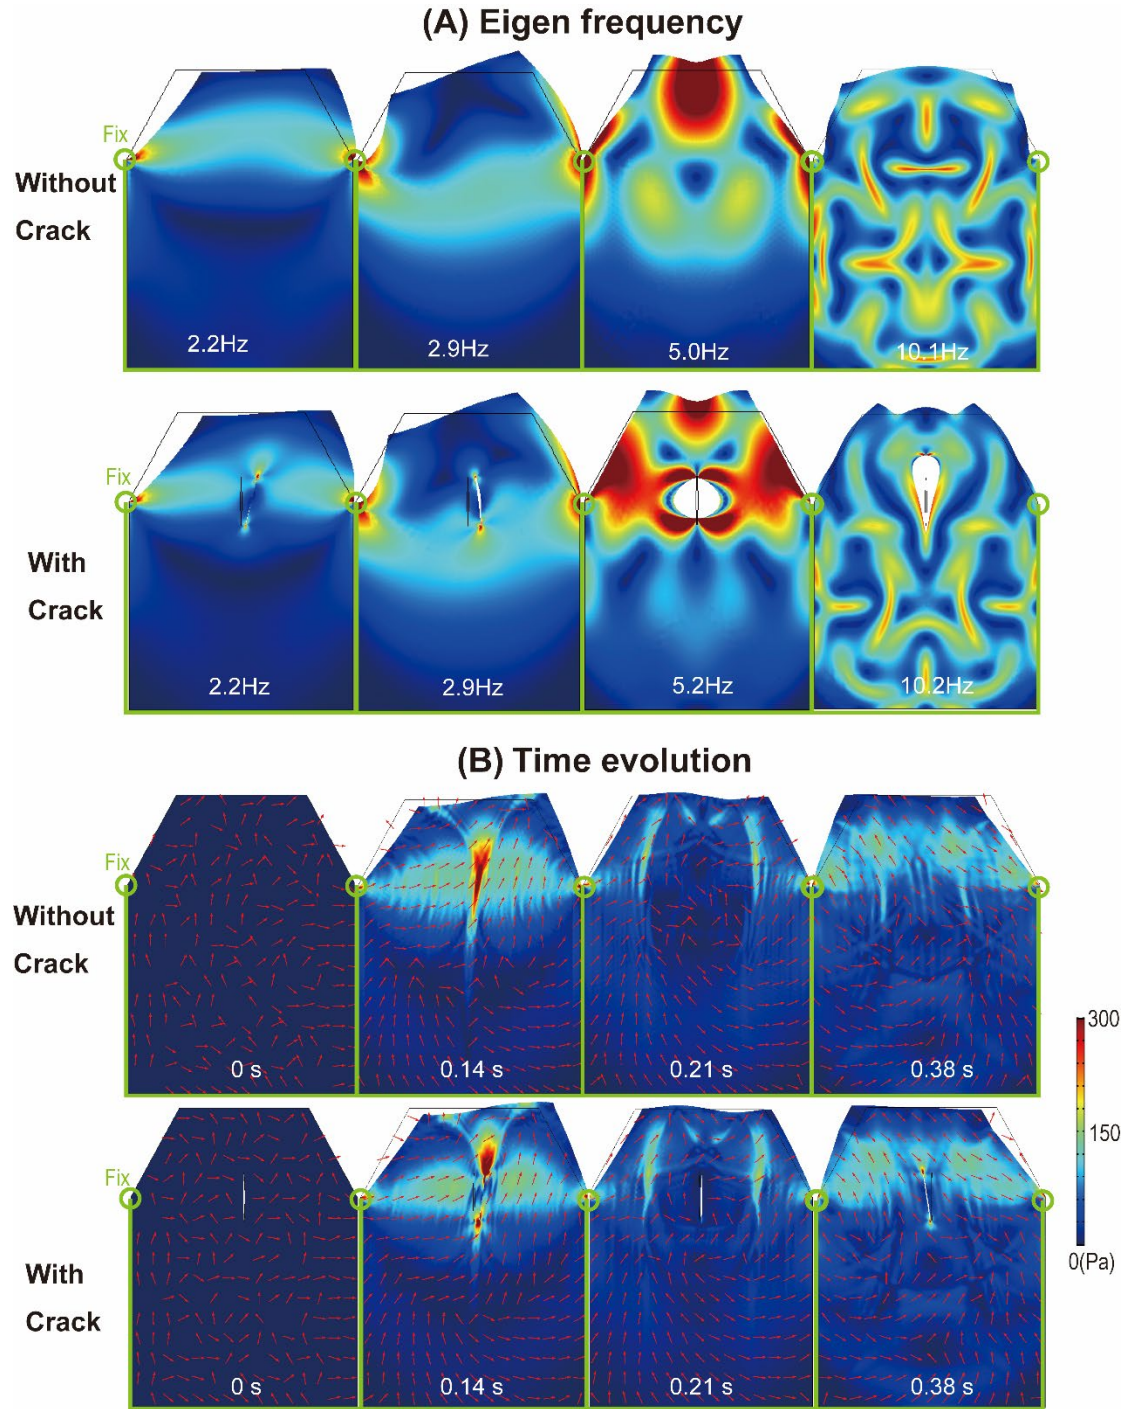 (A) Eigen frequency
Fix
Without
Crack
2.2Hz
2.9Hz
5.0Hz
10.1Hz
Fix
With
Crack
2.2Hz
2.9Hz
5.2Hz
10.2Hz
(B) Time evolution
Fix
Without
Crack
0 s
0.14 s
0.21 s
0.38 s
300
150
0(Pa)
Fix
With
Crack
0 s
0.14 s
0.21 s
0.38 s